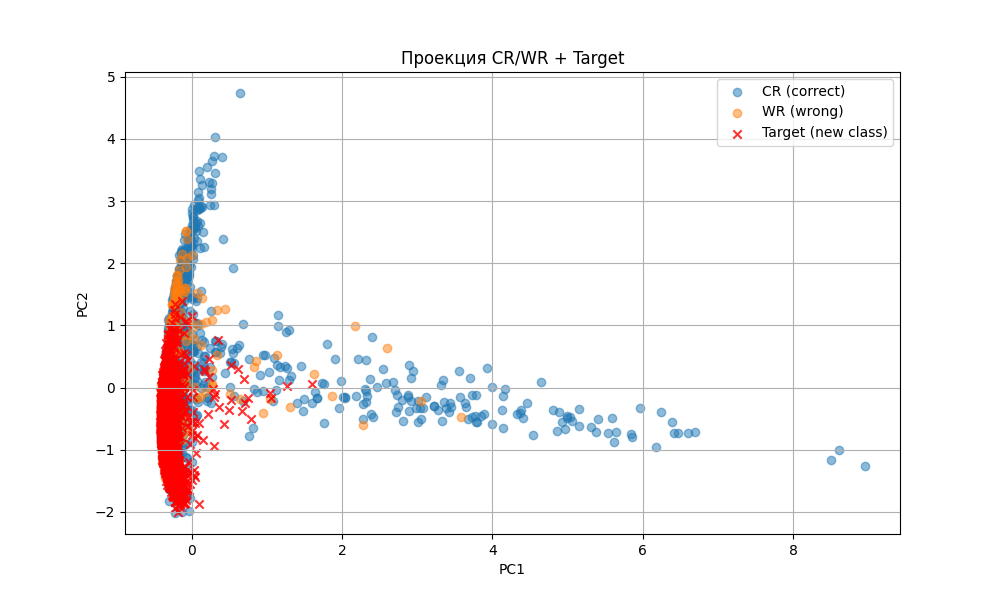 Проекция CR/WR + Target
CR (correct)
WR (wrong)
Target (new class)
5
4
3
2
1
0
−1
−2
PC2
0
2
4
6
8
PC1